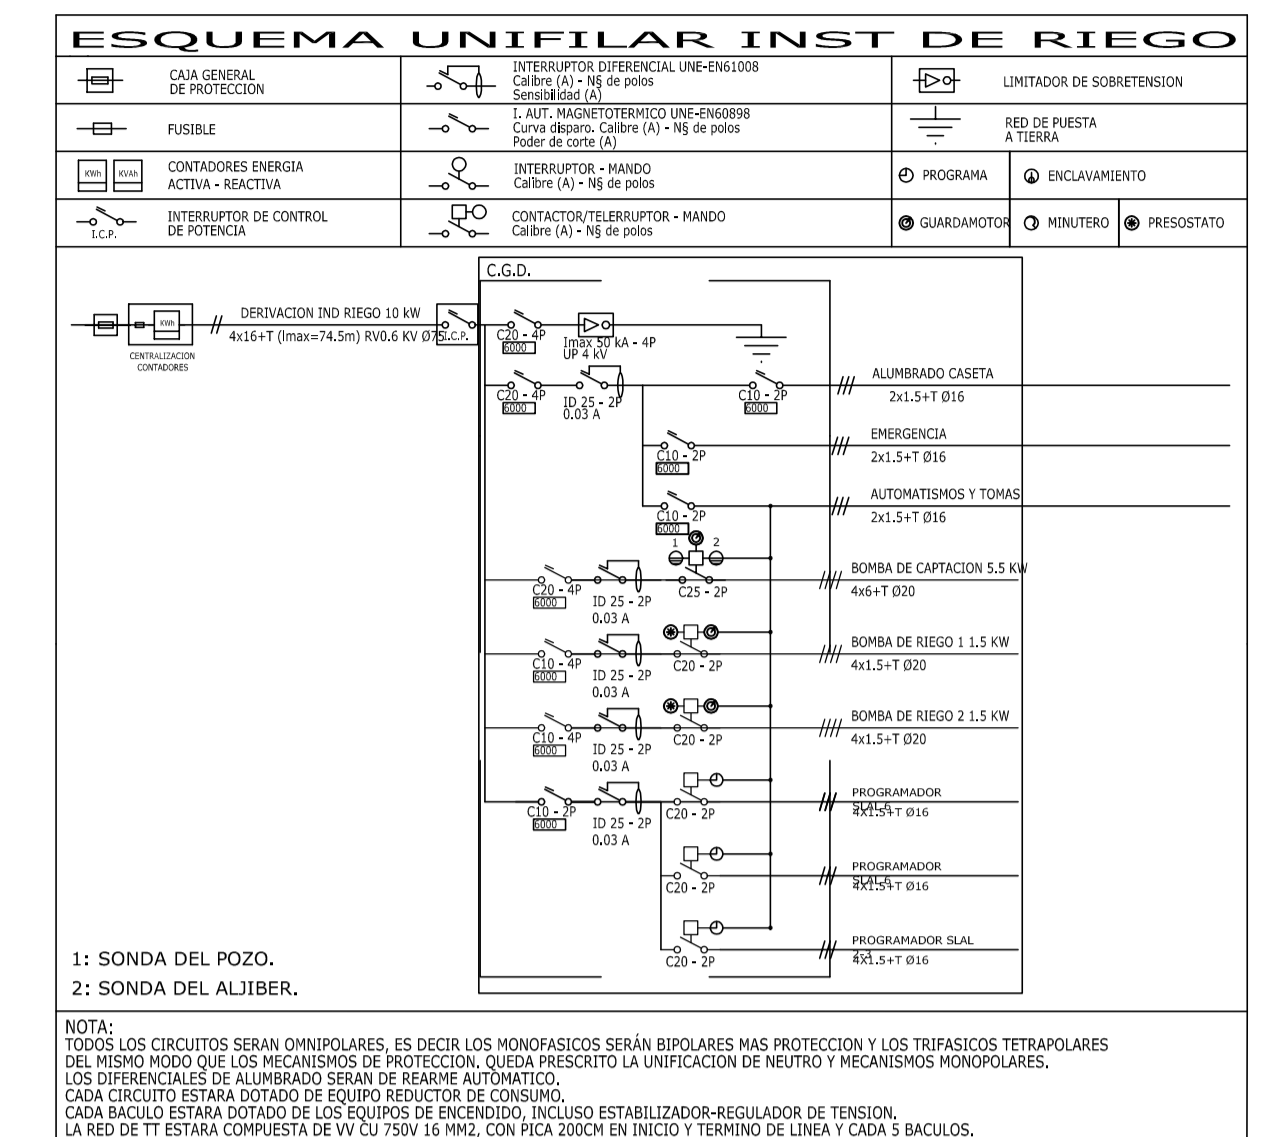 ESQUEMA UNIFILAR INST DE RIEGO
CAJA GENERAL
DE PROTECCION
INTERRUPTOR DIFERENCIAL UNE-EN61008
Calibre (A) - N§ de polos
Sensibilidad (A)
LIMITADOR DE SOBRETENSION
FUSIBLE
I. AUT. MAGNETOTERMICO UNE-EN60898
Curva disparo. Calibre (A) - N§ de polos
Poder de corte (A)
RED DE PUESTA
A TIERRA
KWh
KVAh
CONTADORES ENERGIA
ACTIVA - REACTIVA
INTERRUPTOR - MANDO
Calibre (A) - N§ de polos
PROGRAMA
ENCLAVAMIENTO
I.C.P.
INTERRUPTOR DE CONTROL
DE POTENCIA
CONTACTOR/TELERRUPTOR - MANDO
Calibre (A) - N§ de polos
GUARDAMOTOR
MINUTERO
PRESOSTATO
C.G.D.
KWh
CENTRALIZACION
CONTADORES
DERIVACION IND RIEGO 10 kW
4x16+T (lmax=74.5m) RV0.6 KV Ø75
I.C.P.
C20 - 4P
6000
Imax 50 kA - 4P
UP 4 kV
C20 - 4P
6000
ID 25 - 2P
0.03 A
C10 - 2P
6000
ALUMBRADO CASETA
2x1.5+T Ø16
C10 - 2P
6000
EMERGENCIA
2x1.5+T Ø16
C10 - 2P
6000
AUTOMATISMOS Y TOMAS
2x1.5+T Ø16
1
2
C20 - 4P
6000
ID 25 - 2P
0.03 A
C25 - 2P
BOMBA DE CAPTACION 5.5 KW
4x6+T Ø20
C10 - 4P
6000
ID 25 - 2P
0.03 A
C20 - 2P
BOMBA DE RIEGO 1 1.5 KW
4x1.5+T Ø20
C10 - 4P
6000
ID 25 - 2P
0.03 A
C20 - 2P
BOMBA DE RIEGO 2 1.5 KW
4x1.5+T Ø20
C10 - 2P
6000
ID 25 - 2P
0.03 A
C20 - 2P
PROGRAMADOR
SLAL 6
4x1.5+T Ø16
C20 - 2P
PROGRAMADOR
SLAL 6
4x1.5+T Ø16
C20 - 2P
PROGRAMADOR SLAL
2-3
4x1.5+T Ø16
1: SONDA DEL POZO.
2: SONDA DEL ALJIBER.
NOTA:
TODOS LOS CIRCUITOS SERAN OMNIPOLARES, ES DECIR LOS MONOFASICOS SERÁN BIPOLARES MAS PROTECCION Y LOS TRIFASICOS TETRAPOLARES
DEL MISMO MODO QUE LOS MECANISMOS DE PROTECCION. QUEDA PRESCRITO LA UNIFICACION DE NEUTRO Y MECANISMOS MONOPOLARES.
LOS DIFERENCIALES DE ALUMBRADO SERAN DE REARME AUTOMATICO.
CADA CIRCUITO ESTARA DOTADO DE EQUIPO REDUCTOR DE CONSUMO.
CADA BACULO ESTARA DOTADO DE LOS EQUIPOS DE ENCENDIDO, INCLUSO ESTABILIZADOR-REGULADOR DE TENSION.
LA RED DE TT ESTARA COMPUESTA DE VV CU 750V 16 MM2, CON PICA 200CM EN INICIO Y TERMINO DE LINEA Y CADA 5 BACULOS.